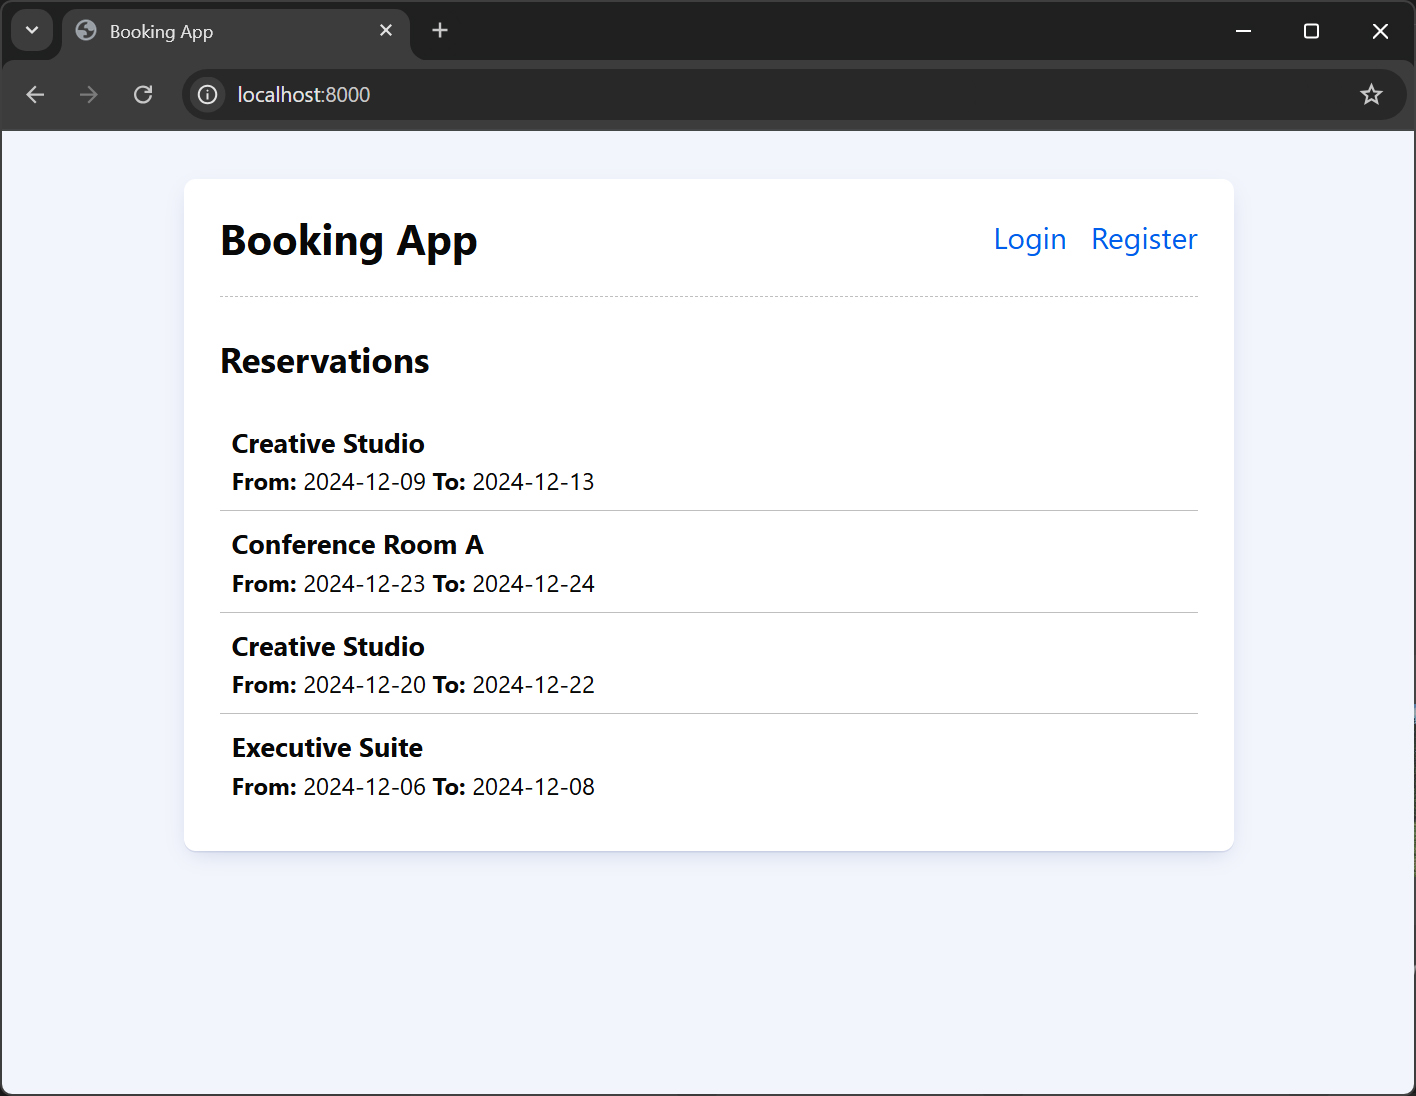 Booking App
localhost:8000
Booking App
Login Register
Reservations
Creative Studio
From: 2024-12-09 To: 2024-12-13
Conference Room A
From: 2024-12-23 To: 2024-12-24
Creative Studio
From: 2024-12-20 To: 2024-12-22
Executive Suite
From: 2024-12-06 To: 2024-12-08